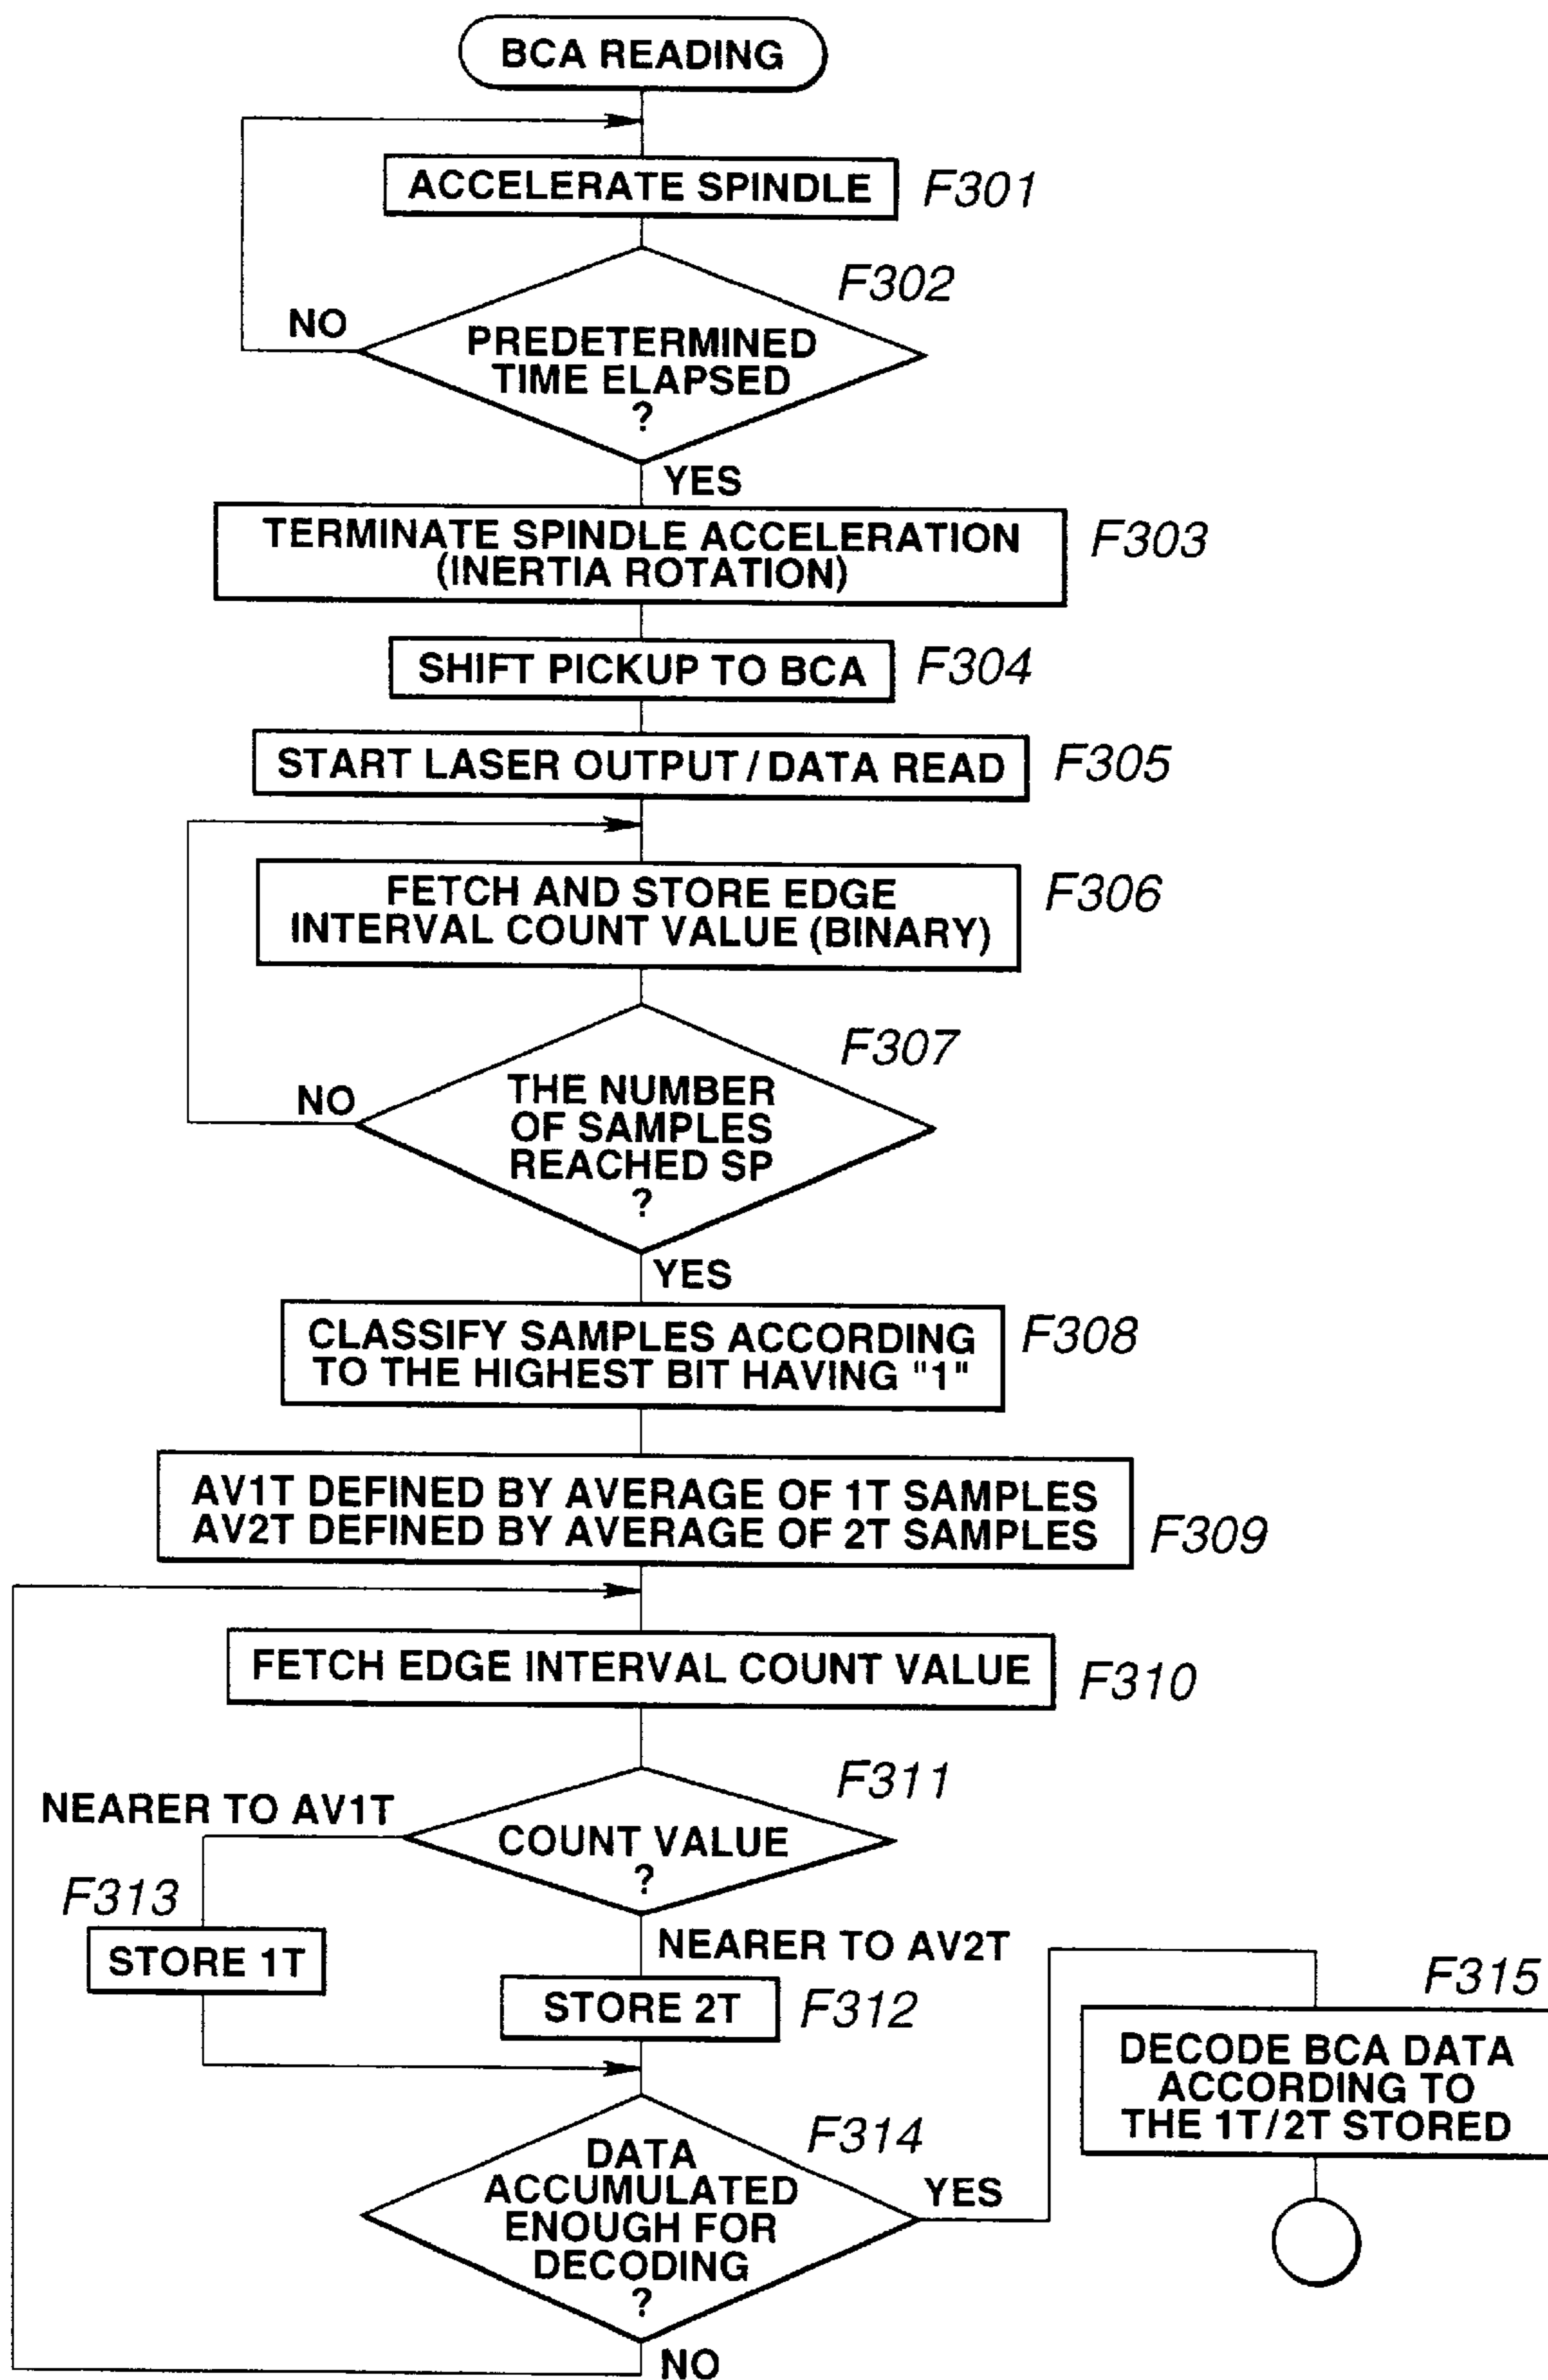 BCA READING
ACCELERATE SPINDLE
F301
F302
NO
PREDETERMINED
TIME ELAPSED
?
YES
TERMINATE SPINDLE ACCELERATION
(INERTIA ROTATION)
F303
SHIFT PICKUP TO BCA
F304
START LASER OUTPUT / DATA READ
F305
FETCH AND STORE EDGE
INTERVAL COUNT VALUE (BINARY)
F306
F307
NO
THE NUMBER
OF SAMPLES
REACHED SP
?
YES
CLASSIFY SAMPLES ACCORDING
TO THE HIGHEST BIT HAVING "1"
F308
AV1T DEFINED BY AVERAGE OF 1T SAMPLES
AV2T DEFINED BY AVERAGE OF 2T SAMPLES
F309
FETCH EDGE INTERVAL COUNT VALUE
F310
F311
NEARER TO AV1T
COUNT VALUE
?
F313
STORE 1T
NEARER TO AV2T
STORE 2T
F312
F315
DECODE BCA DATA
ACCORDING TO
THE 1T/2T STORED
F314
DATA
ACCUMULATED
ENOUGH FOR
DECODING
?
YES
NO